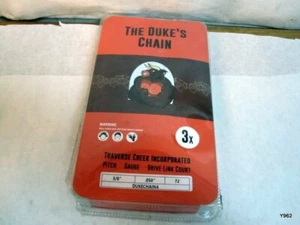 THE DUKE'S
CHAIN
WARNING
3x
TRAVERSE CREEK INCORPORATED
PITCH GAUGE DRIVE LINK COUNT
3/8" .050" 72
DUKECHAIN4
Y962